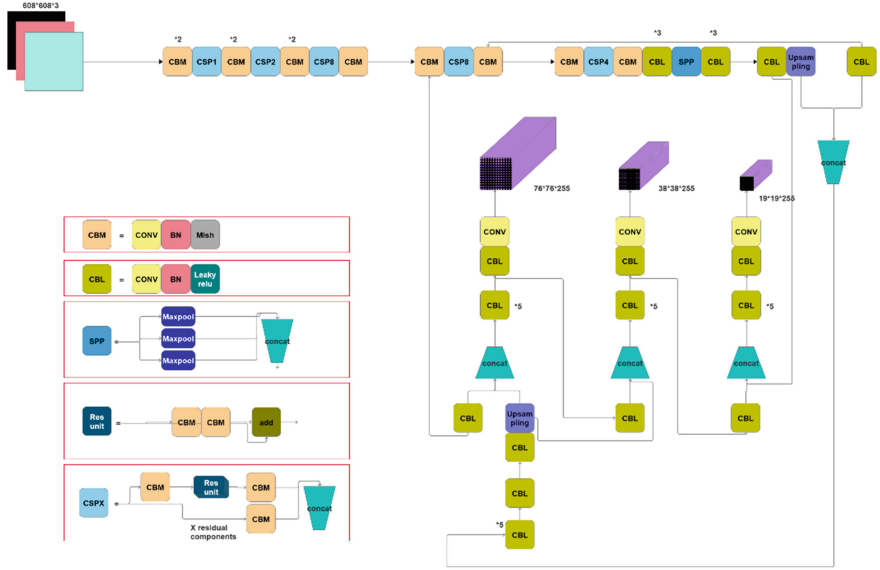 608*608*3
*2 *2 *2 *3 *3
CBM CSP1 CBM CSP2 CBM CSP8 CBM CBM CSP8 CBM CBM CSP4 CBM CBL SPP CBL CBL Upsam CBL
pling
concat
76*76*255 38*38*255 19*19*255
CONV CONV CONV
CBL CBL CBL
CBL *5 CBL *5 CBL *5
concat concat concat
CBL Upsam CBL CBL
pling
CBL
CBL
*5
CBL
CBM = CONV BN Mish
CBL = CONV BN Leaky
relu
Maxpool
SPP = Maxpool concat
Maxpool
Res = CBM CBM add
unit
CBM Res CBM
unit
CSPX = concat
CBM
X residual
components